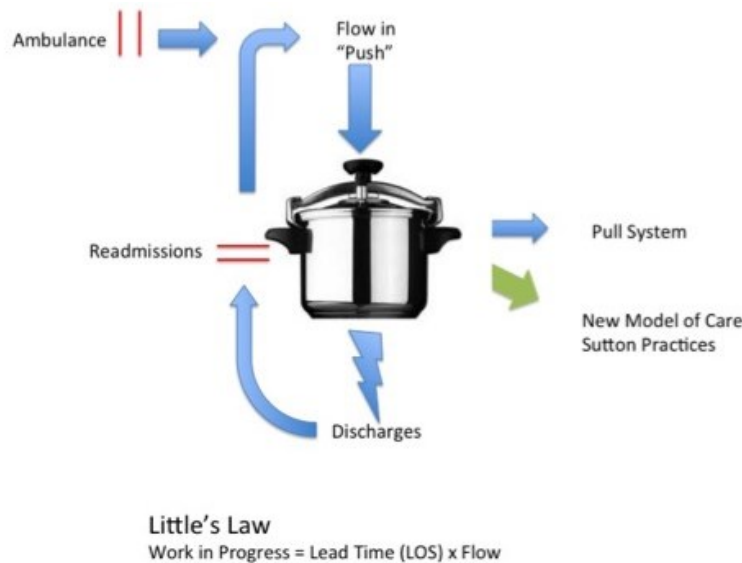 Ambulance
Flow in
“Push”
Readmissions
Pull System
New Model of Care
Sutton Practices
Discharges
Little’s Law
Work in Progress = Lead Time (LOS) x Flow